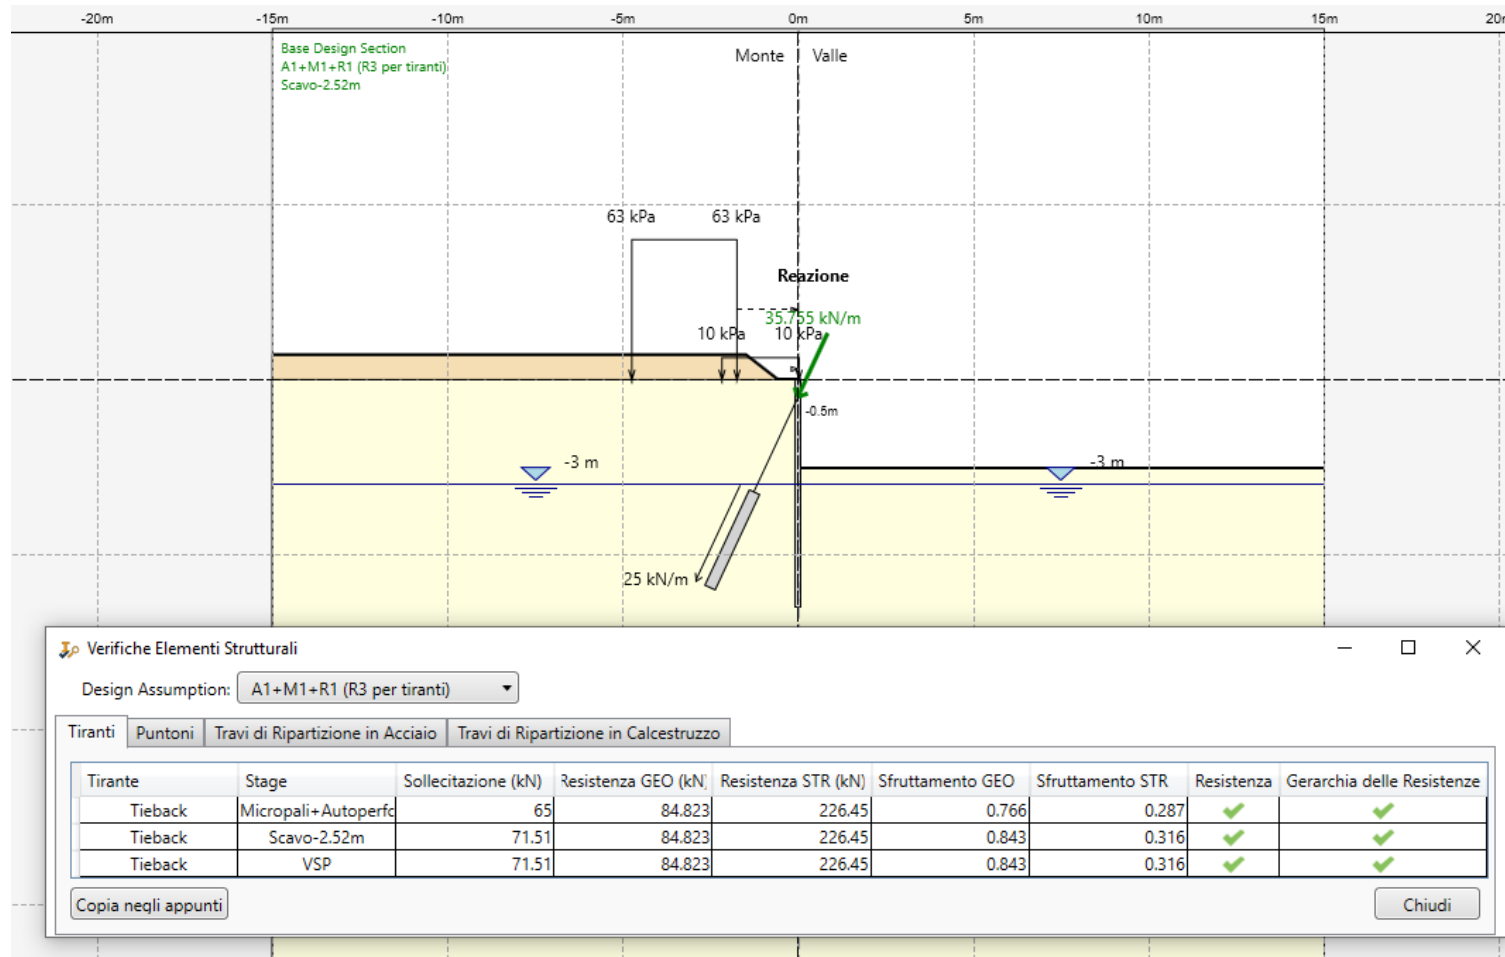 -20m -15m -10m -5m 0m 5m 10m 15m 20m
Base Design Section
A1+M1+R1 (R3 per tiranti)
Scavo-2.52m
Monte Valle
63 kPa 63 kPa
Reazione
35.755 kN/m
10 kPa 10 kPa
-0.5m
-3 m -3 m
25 kN/m
Verifiche Elementi Strutturali
Design Assumption: A1+M1+R1 (R3 per tiranti)
Tiranti Puntoni Travi di Ripartizione in Acciaio Travi di Ripartizione in Calcestruzzo
Tirante Stage Sollecitazione (kN) Resistenza GEO (kN) Resistenza STR (kN) Sfruttamento GEO Sfruttamento STR Resistenza Gerarchia delle Resistenze
Tieback Micropali+Autoperfc 65 84.823 226.45 0.766 0.287
Tieback Scavo-2.52m 71.51 84.823 226.45 0.843 0.316
Tieback VSP 71.51 84.823 226.45 0.843 0.316
Copia negli appunti Chiudi